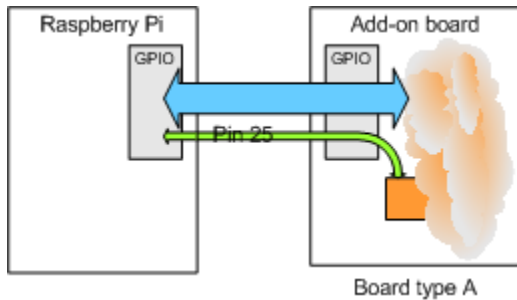 Raspberry Pi
Add-on board
GPIO
GPIO
Pin 25
Board type A